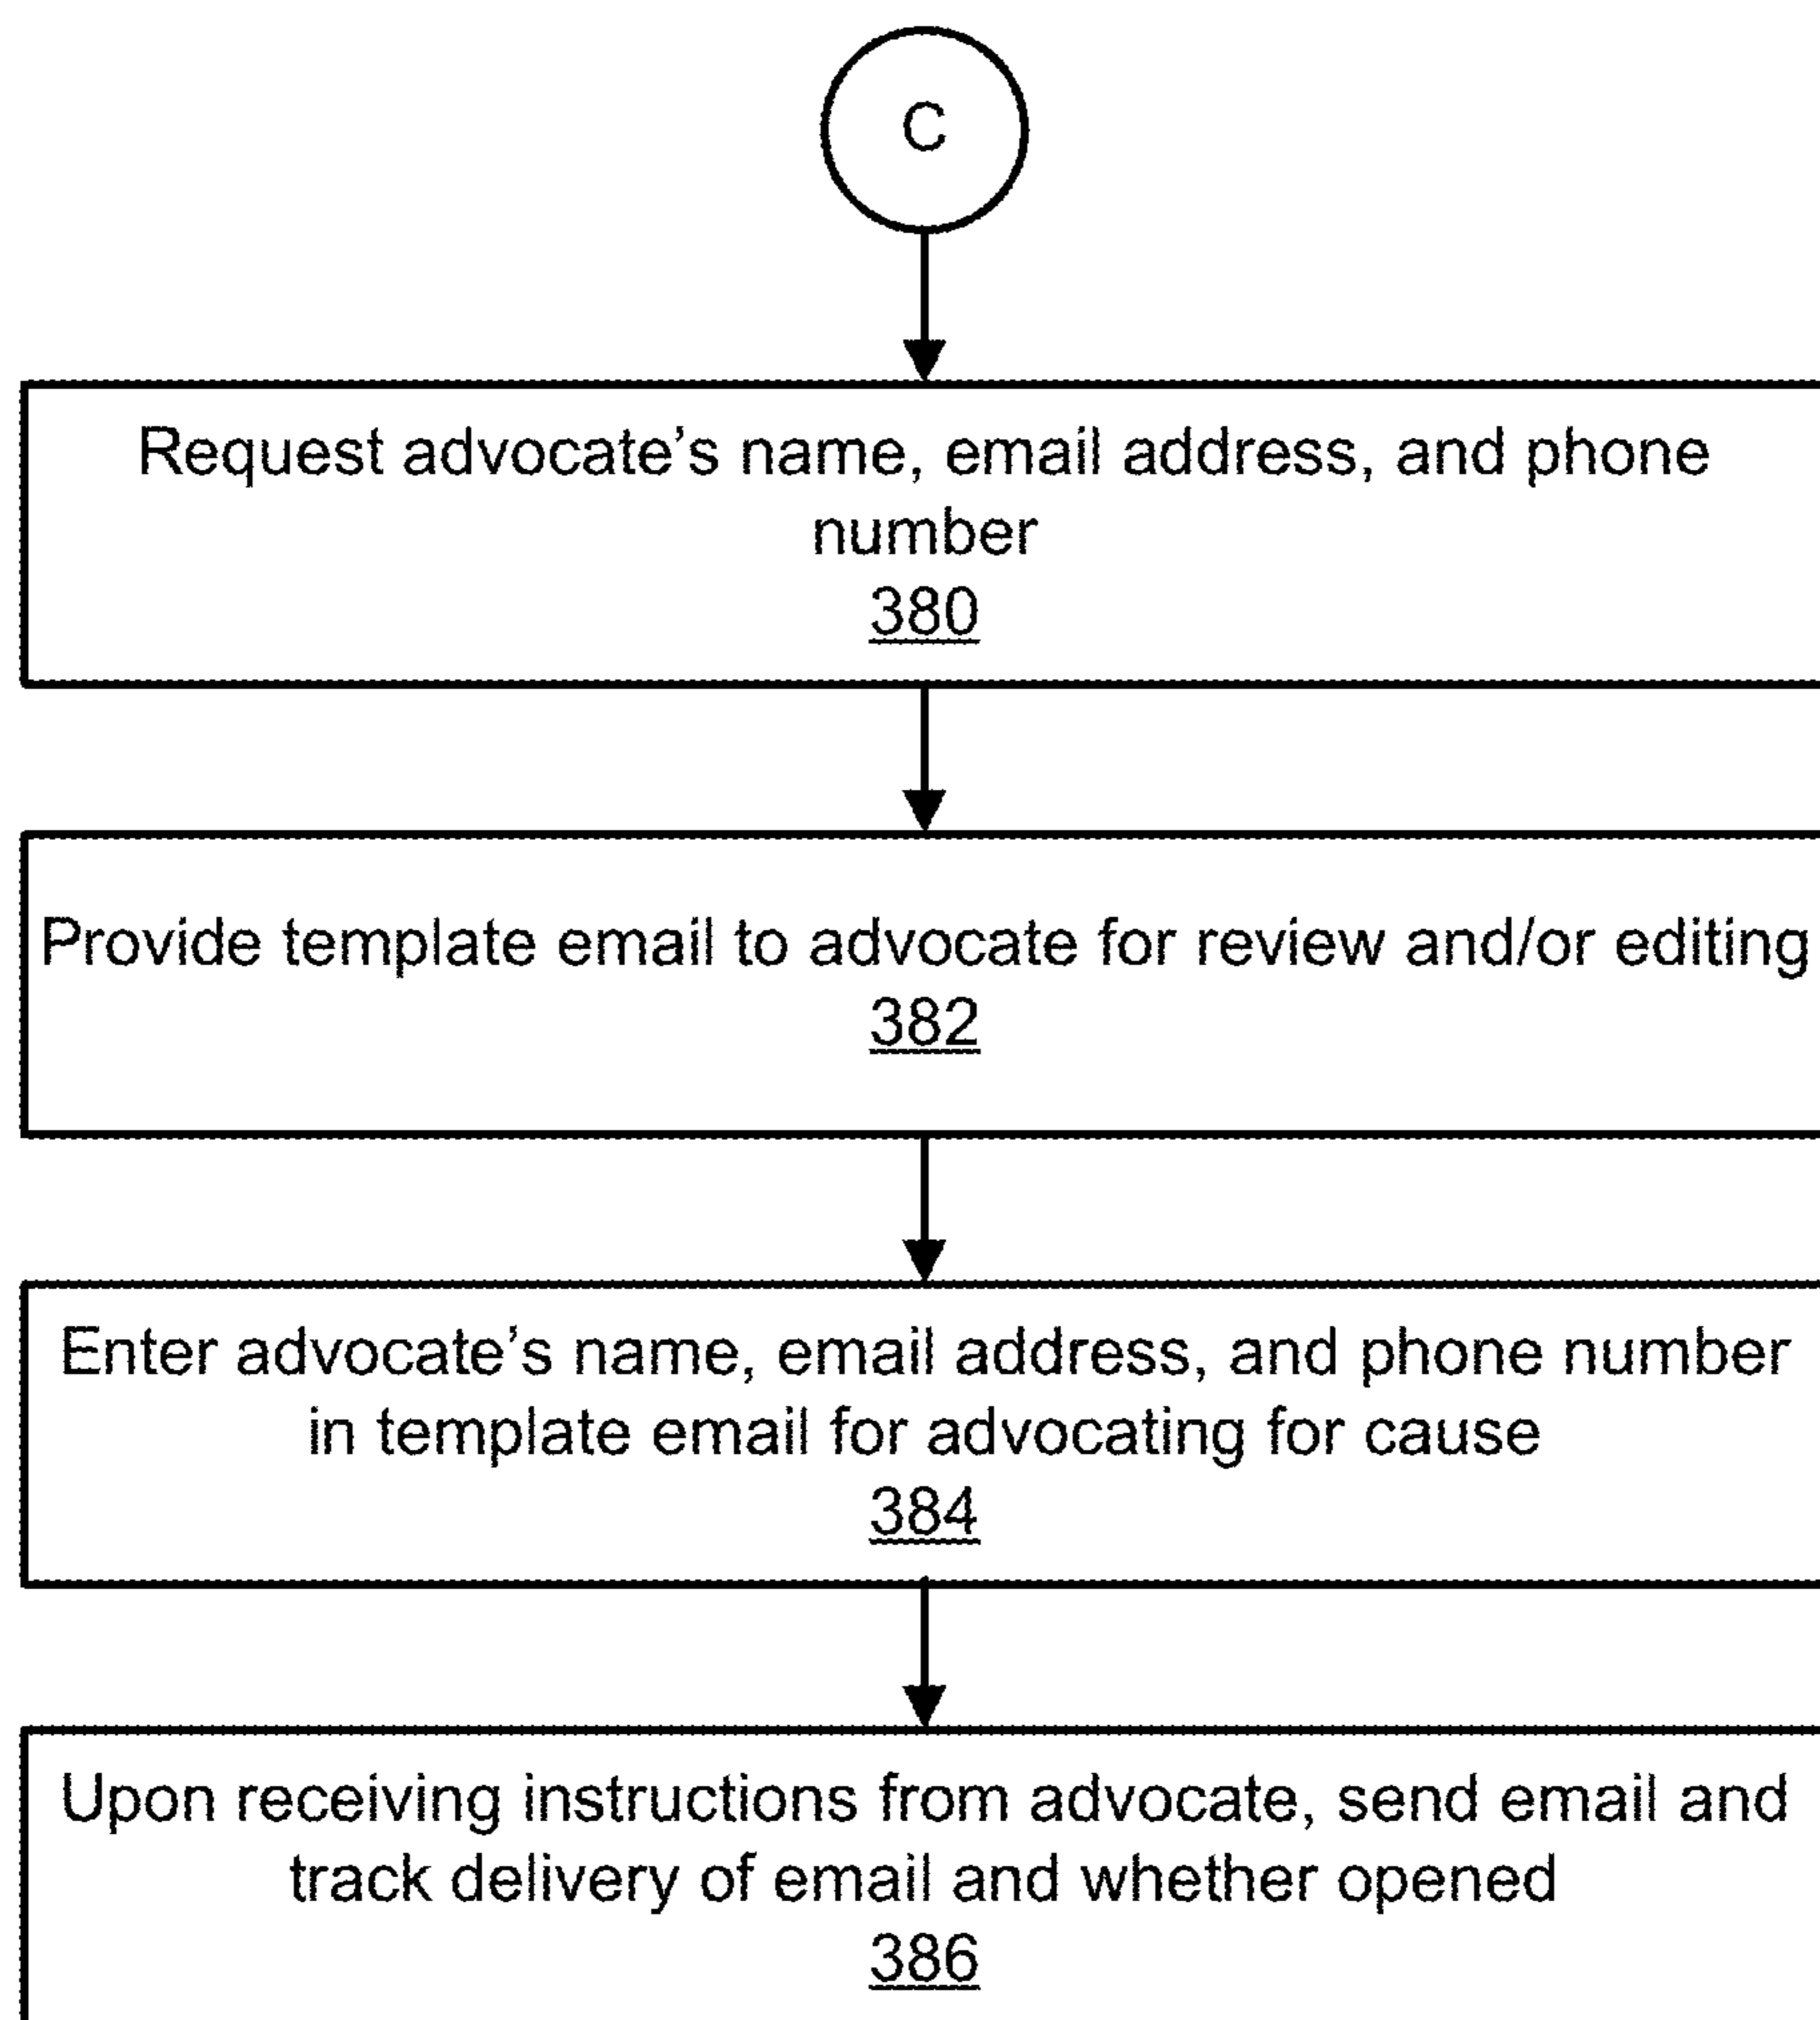 C
Request advocate’s name, email address, and phone
number
380
Provide template email to advocate for review and/or editing
382
Enter advocate’s name, email address, and phone number
in template email for advocating for cause
384
Upon receiving instructions from advocate, send email and
track delivery of email and whether opened
386